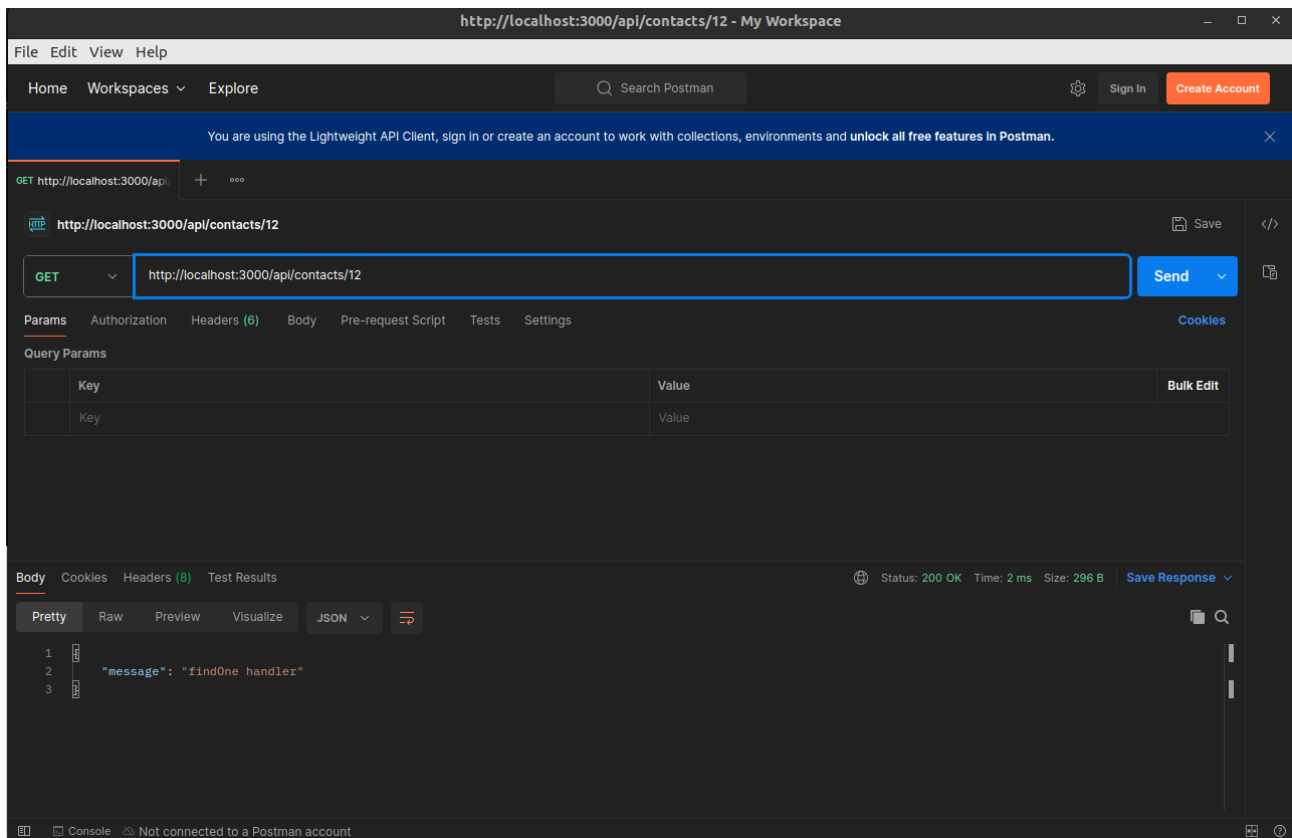 http://localhost:3000/api/contacts/12 - My Workspace
File Edit View Help
Home Workspaces Explore Search Postman Sign In Create Account
You are using the Lightweight API Client, sign in or create an account to work with collections, environments and unlock all free features in Postman.
GET http://localhost:3000/api/
HTTP http://localhost:3000/api/contacts/12 Save </>
GET http://localhost:3000/api/contacts/12 Send
Params Authorization Headers (6) Body Pre-request Script Tests Settings Cookies
Query Params
Key Value Bulk Edit
Key Value
Body Cookies Headers (8) Test Results Status: 200 OK Time: 2 ms Size: 296 B Save Response
Pretty Raw Preview Visualize JSON
1 {
2 "message": "findOne handler"
3 }
Console Not connected to a Postman account